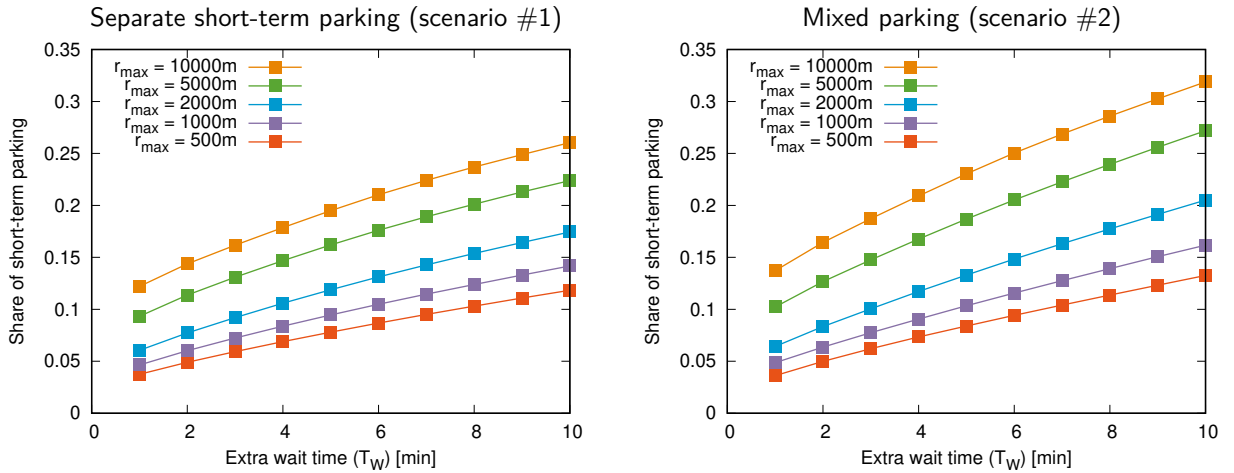 Separate short-term parking (scenario #1)
0.35
0.3
0.25
0.2
0.15
0.1
0.05
0
Share of short-term parking
r_max = 10000m
r_max = 5000m
r_max = 2000m
r_max = 1000m
r_max = 500m
0 2 4 6 8 10
Extra wait time (T_W) [min]
Mixed parking (scenario #2)
0.35
0.3
0.25
0.2
0.15
0.1
0.05
0
Share of short-term parking
r_max = 10000m
r_max = 5000m
r_max = 2000m
r_max = 1000m
r_max = 500m
0 2 4 6 8 10
Extra wait time (T_W) [min]